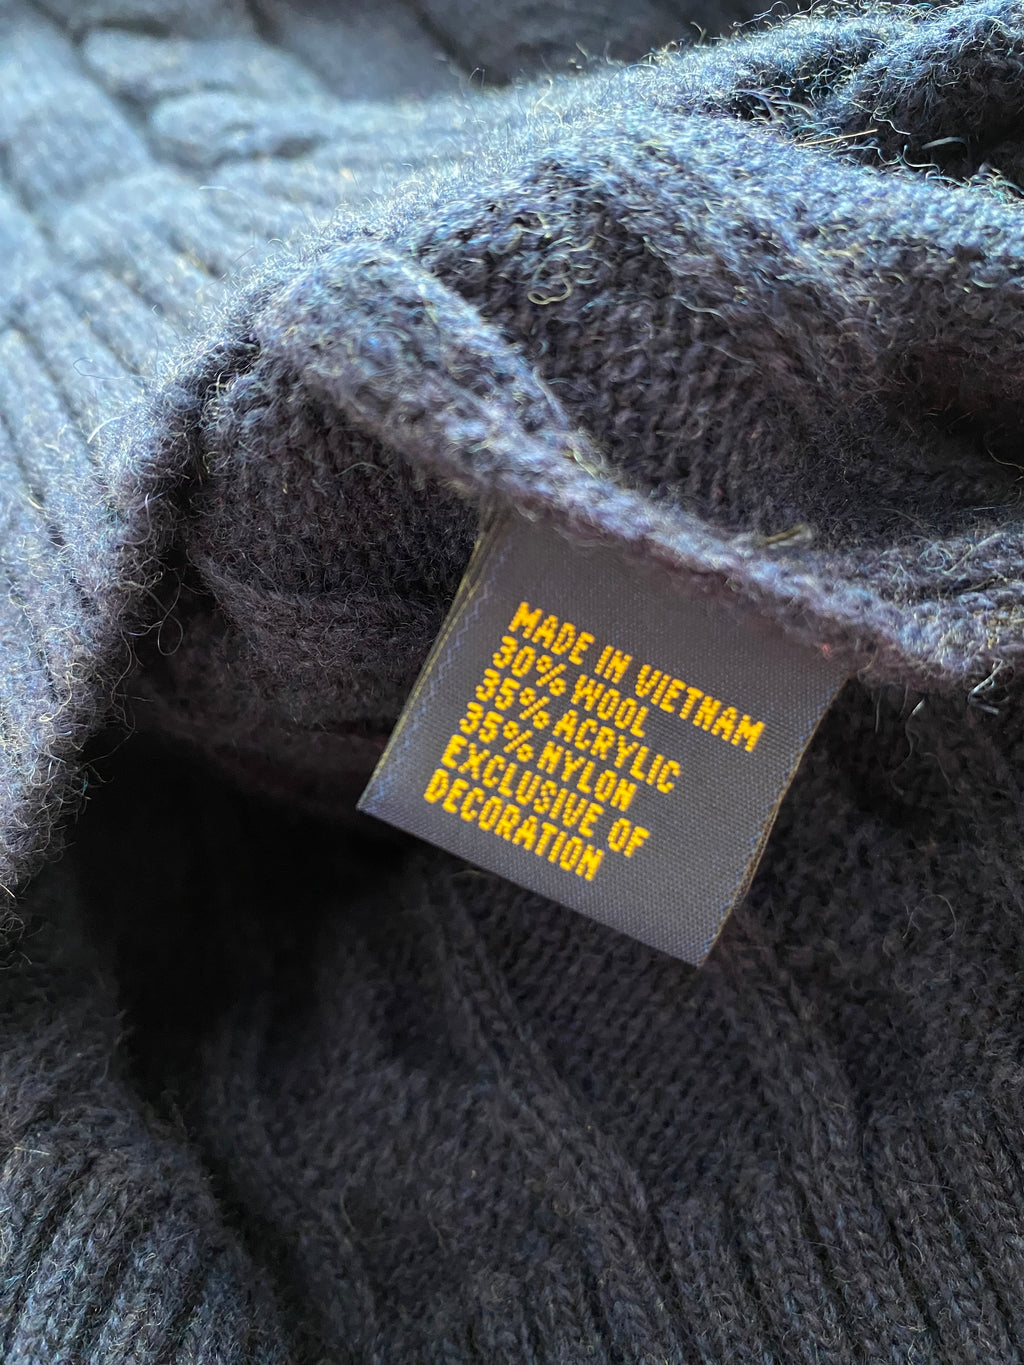 MADE IN VIETNAM
30% WOOL
35% ACRYLIC
35% NYLON
EXCLUSIVE OF
DECORATION